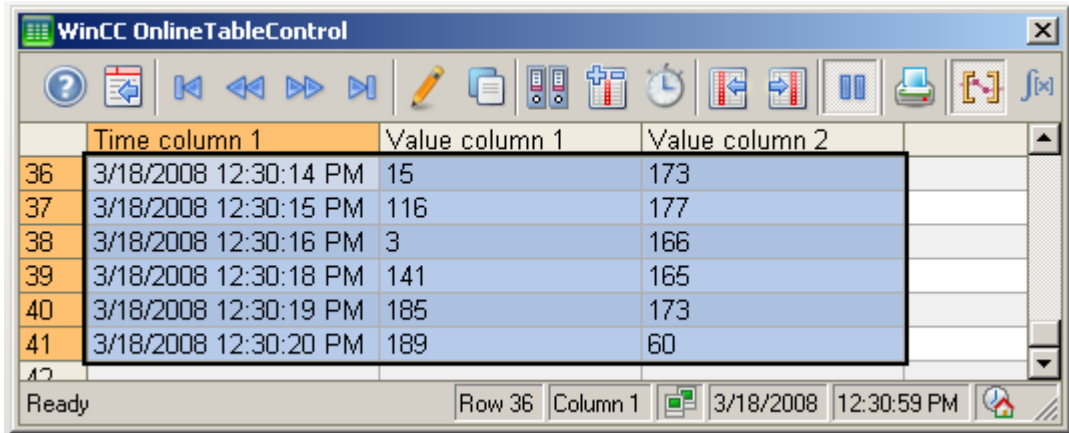 WinCC OnlineTableControl
Time column 1 Value column 1 Value column 2
36 3/18/2008 12:30:14 PM 15 173
37 3/18/2008 12:30:15 PM 116 177
38 3/18/2008 12:30:16 PM 3 166
39 3/18/2008 12:30:18 PM 141 165
40 3/18/2008 12:30:19 PM 185 173
41 3/18/2008 12:30:20 PM 189 60
42
Ready Row 36 Column 1 3/18/2008 12:30:59 PM